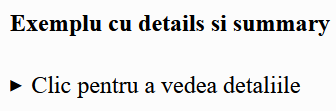 Exemplu cu details si summary
Clic pentru a vedea detaliile